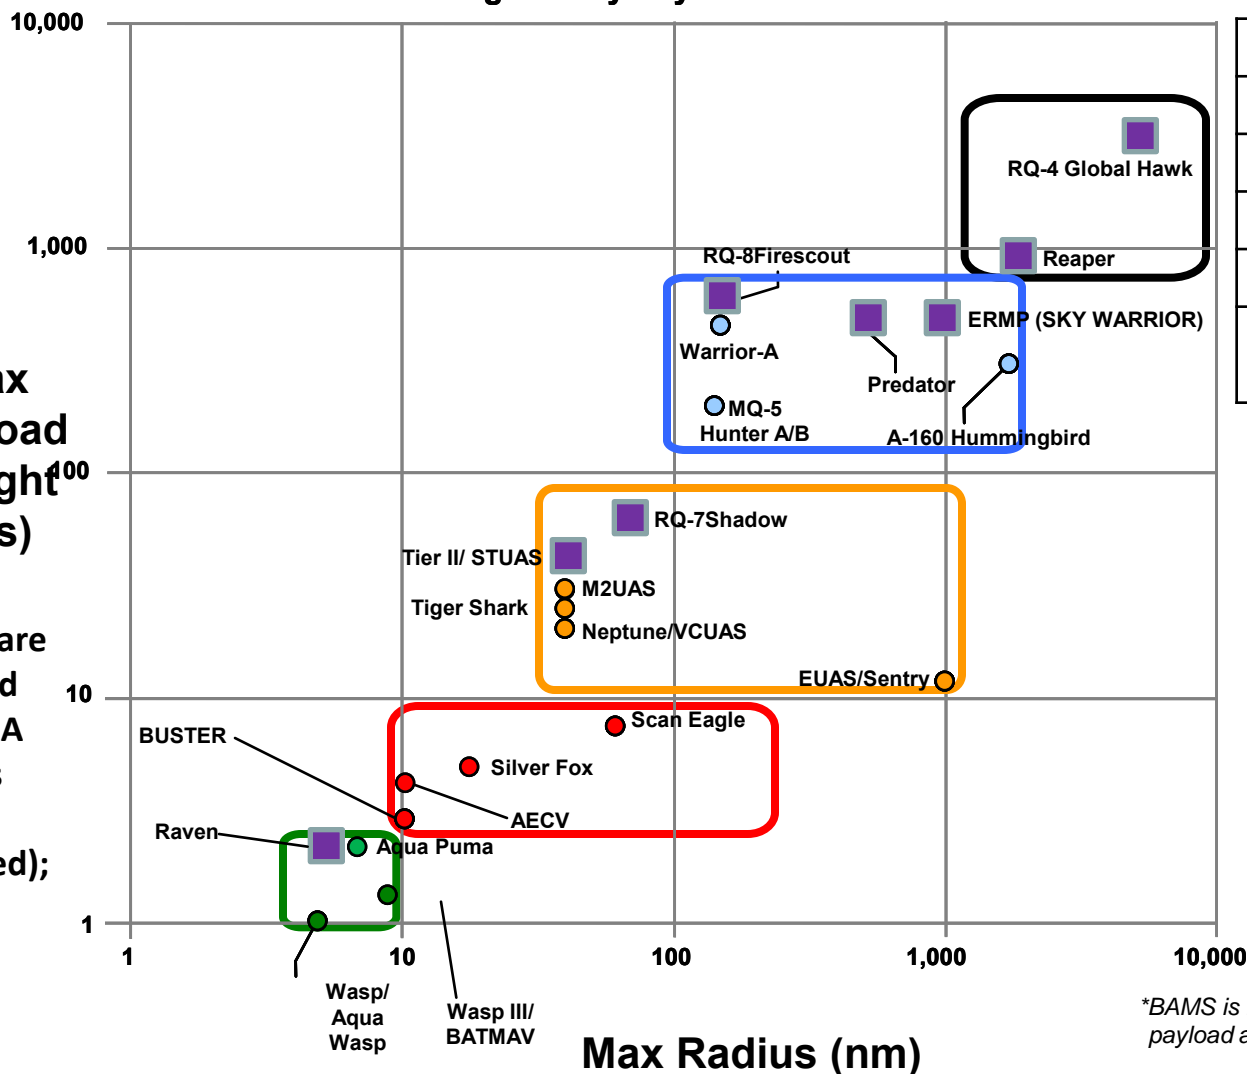 10,000
RQ-4 Global Hawk
1,000
RQ-8Firescout
Reaper
ERMP (SKY WARRIOR)
Warrior-A
Predator
MQ-5
Hunter A/B
A-160 Hummingbird
100
RQ-7Shadow
Tier II/ STUAS
M2UAS
Tiger Shark
Neptune/VCUAS
EUAS/Sentry
10
Scan Eagle
BUSTER
Silver Fox
AECV
Raven
Aqua Puma
1
1
10
100
1,000
10,000
Wasp/
Aqua
Wasp
Wasp III/
BATMAV
Max Radius (nm)
ax
oad
ght
s)
are
d
A
s
ed);
*BAMS is
payload a